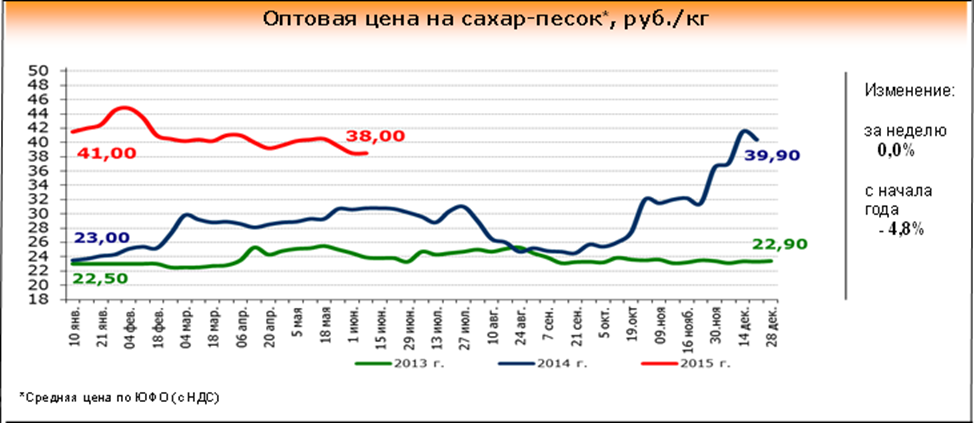 Оптовая цена на сахар-песок*, руб./кг
50
48
46
44
42
40
38
36
34
32
30
28
26
24
22
20
18
41,00
38,00
39,90
23,00
22,50
22,90
10 янв.
21 янв.
04 фев.
18 фев.
04 мар.
18 мар.
06 апр.
20 апр.
5 мая
18 мая
1 июн.
15 июн.
29 июн.
13 июл.
27 июл.
10 авг.
24 авг.
7 сен.
21 сен.
5 окт.
19.окт
09.ноя
16 нояб.
30.ноя
14 дек.
28 дек.
2013 г.
2014 г.
2015 г.
Изменение:
за неделю
0,0%
с начала
года
- 4,8%
*Средняя цена по ЮФО (с НДС)